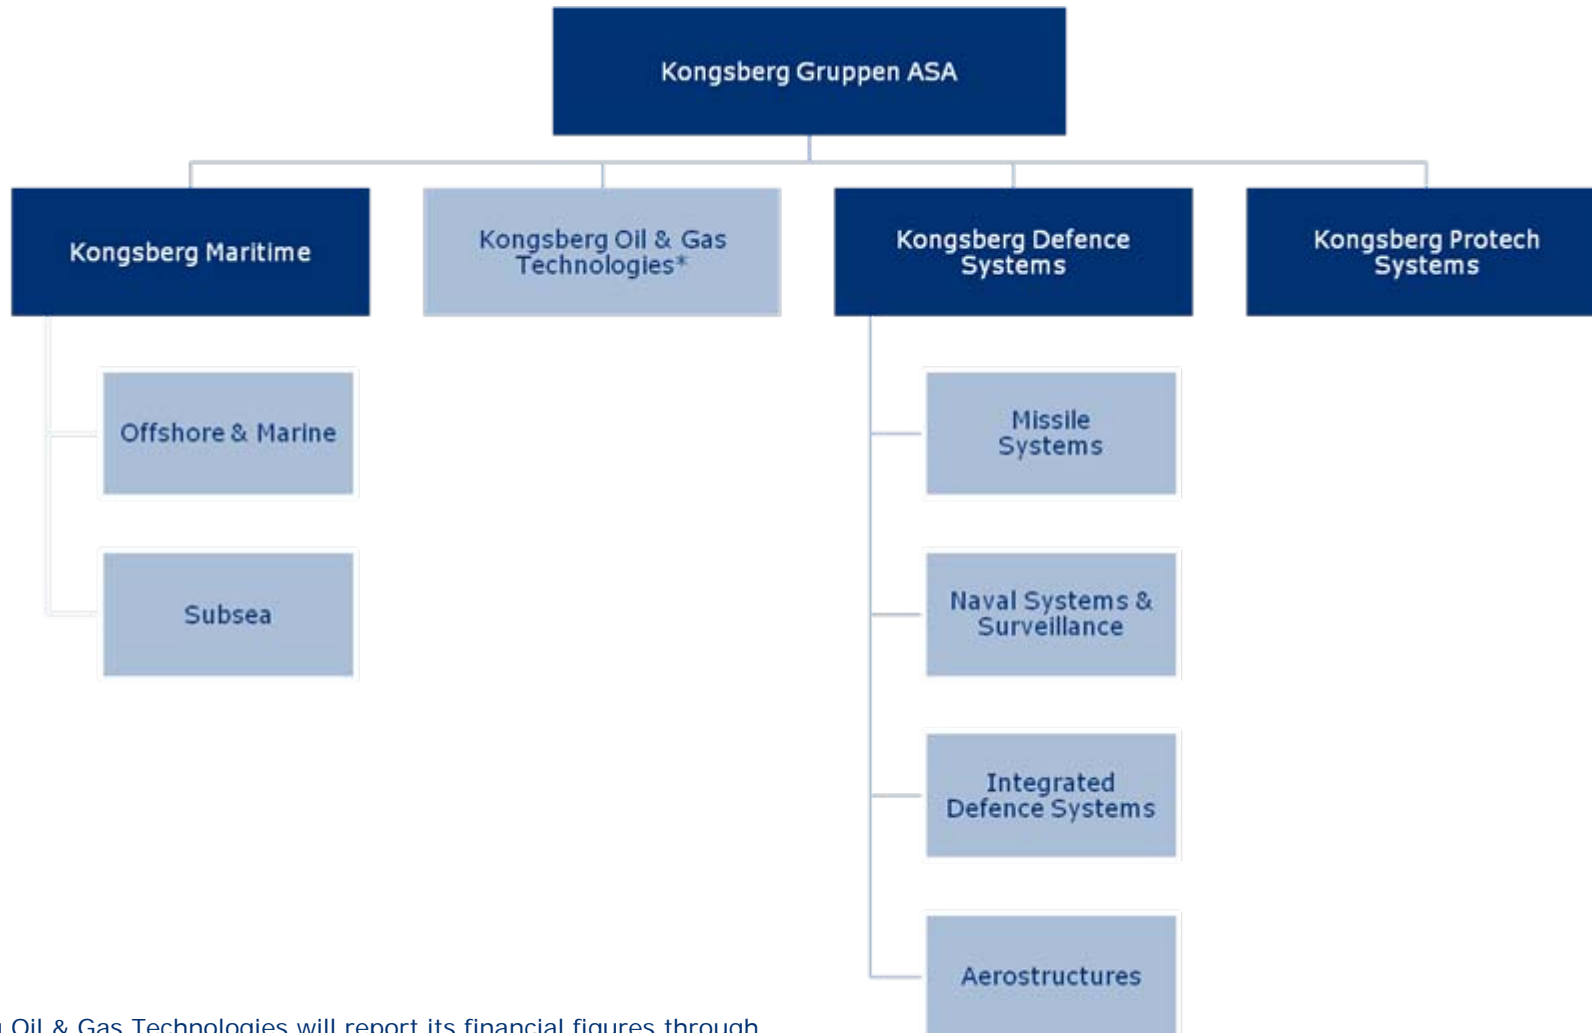 Kongsberg Gruppen ASA
Kongsberg Maritime
Kongsberg Oil & Gas
Technologies*
Kongsberg Defence
Systems
Kongsberg Protech
Systems
Offshore & Marine
Subsea
Missile
Systems
Naval Systems &
Surveillance
Integrated
Defence Systems
Aerostructures
Oil & Gas Technologies will report its financial figures through